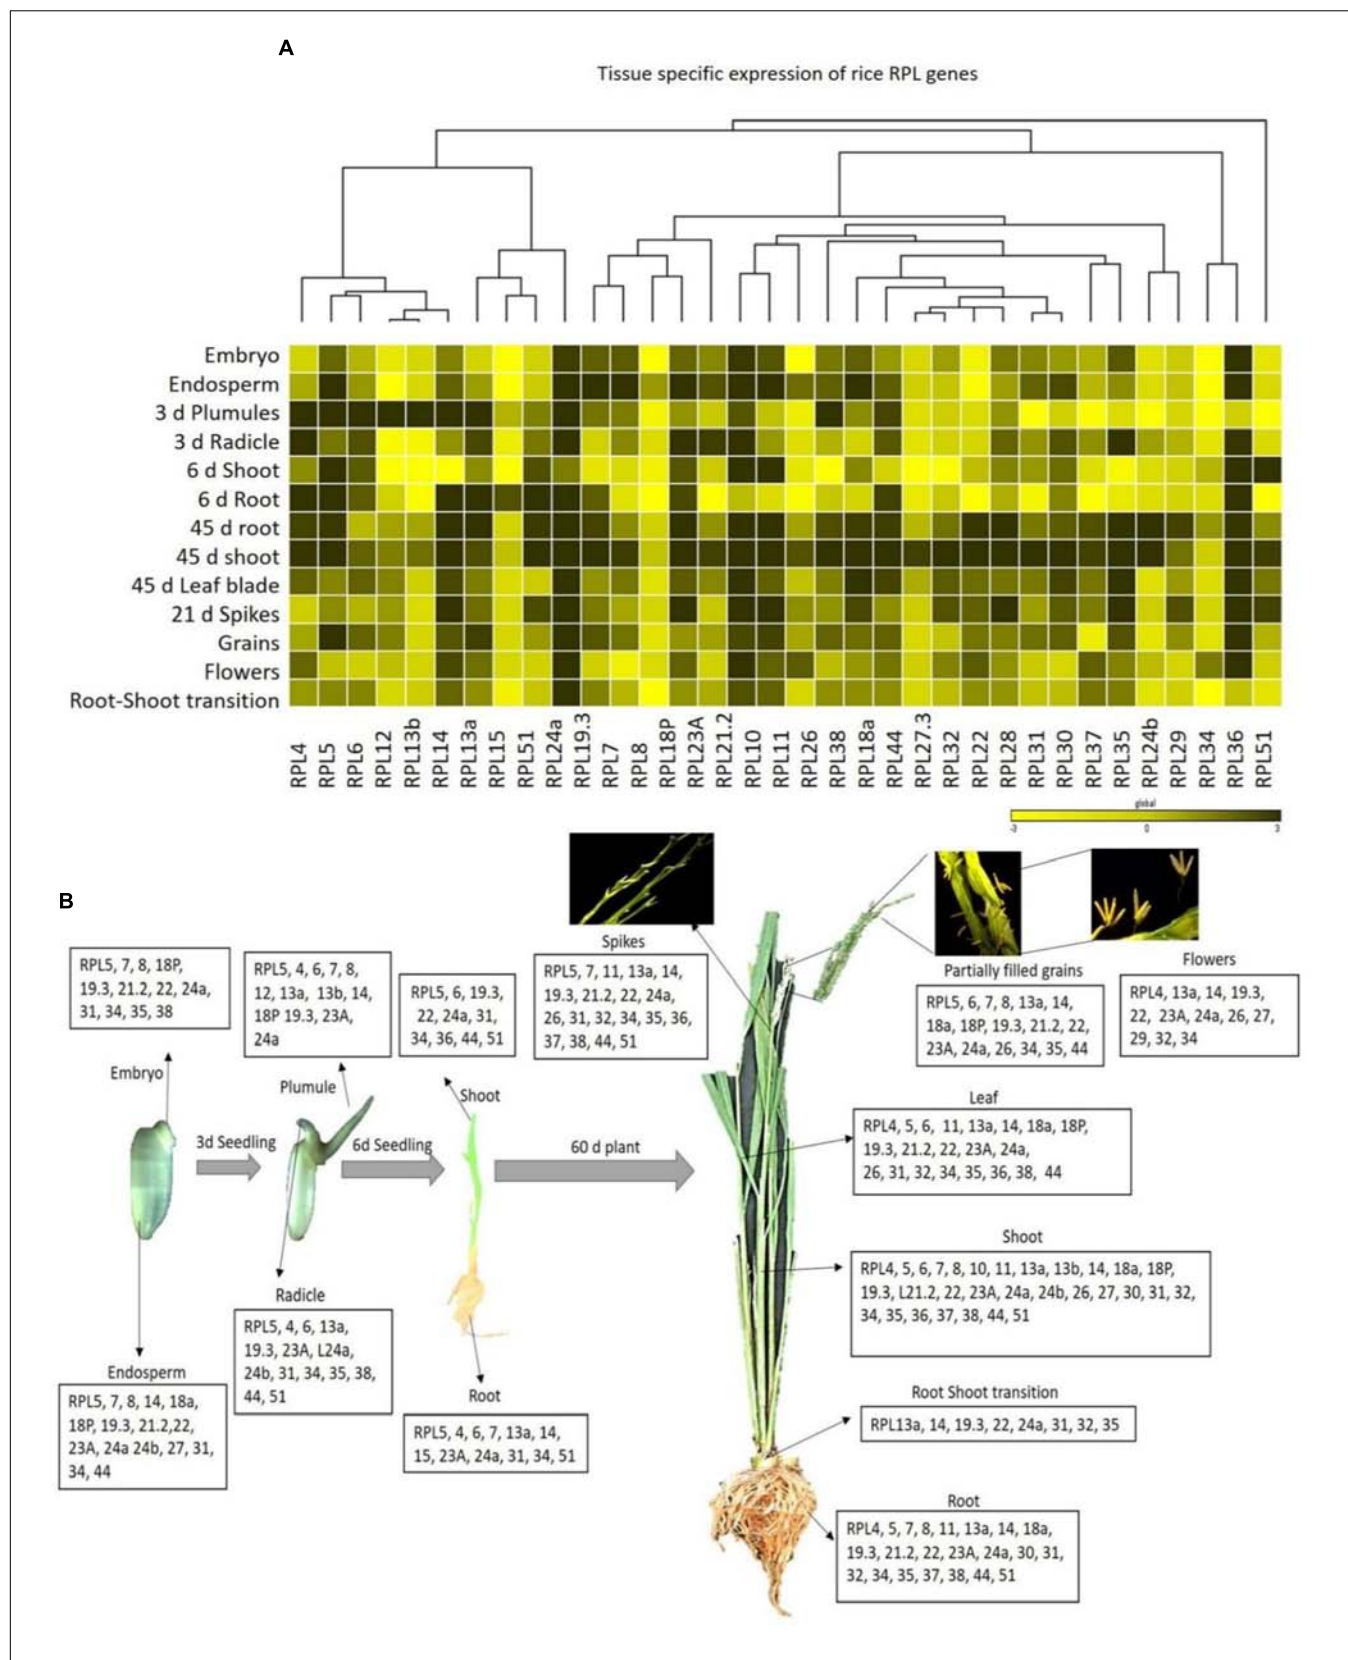 A
Tissue specific expression of rice RPL genes
Embryo
Endosperm
3 d Plumules
3 d Radicle
6 d Shoot
6 d Root
45 d root
45 d shoot
45 d Leaf blade
21 d Spikes
Grains
Flowers
Root-Shoot transition
RPL4
RPL5
RPL6
RPL12
RPL13b
RPL14
RPL13a
RPL15
RPL51
RPL24a
RPL19.3
RPL7
RPL8
RPL18P
RPL23A
RPL21.2
RPL10
RPL11
RPL26
RPL38
RPL18a
RPL444
RPL27.3
RPL32
RPL22
RPL28
RPL31
RPL30
RPL37
RPL35
RPL24b
RPL29
RPL34
RPL36
RPL51
global
-3 0 3
B
RPL5, 7, 8, 18P,
19.3, 21.2, 22, 24a,
31, 34, 35, 38
Embryo
RPL5, 4, 6, 7, 8,
12, 13a, 13b, 14,
18P 19.3, 23A,
24a
Plumule
RPL5, 6, 19.3,
22, 24a, 31,
34, 36, 44, 51
Shoot
Spikes
RPL5, 7, 11, 13a, 14,
19.3, 21.2, 22, 24a,
26, 31, 32, 34, 35, 36,
37, 38, 44, 51
Partially filled grains
RPL5, 6, 7, 8, 13a, 14,
18a, 18P, 19.3, 21.2, 22,
23A, 24a, 26, 34, 35, 44
Flowers
RPL4, 13a, 14, 19.3,
22, 23A, 24a, 26, 27,
29, 32, 34
3d Seedling
6d Seedling
60 d plant
Leaf
RPL4, 5, 6, 11, 13a, 14, 18a, 18P,
19.3, 21.2, 22, 23A, 24a,
26, 31, 32, 34, 35, 36, 38, 44
Shoot
RPL4, 5, 6, 7, 8, 10, 11, 13a, 13b, 14, 18a, 18P,
19.3, L21.2, 22, 23A, 24a, 24b, 26, 27, 30, 31, 32,
34, 35, 36, 37, 38, 44, 51
Radicle
RPL5, 4, 6, 13a,
19.3, 23A, L24a,
24b, 31, 34, 35, 38,
44, 51
Endosperm
RPL5, 7, 8, 14, 18a,
18P, 19.3, 21.2,22,
23A, 24a 24b, 27, 31,
34, 44
Root
RPL5, 4, 6, 7, 13a, 14,
15, 23A, 24a, 31, 34, 51
Root Shoot transition
RPL13a, 14, 19.3, 22, 24a, 31, 32, 35
Root
RPL4, 5, 7, 8, 11, 13a, 14, 18a,
19.3, 21.2, 22, 23A, 24a, 30, 31,
32, 34, 35, 37, 38, 44, 51